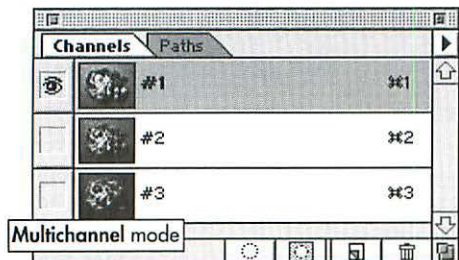 Channels Paths
#1 ⌘1
#2 ⌘2
#3 ⌘3
Multichannel mode